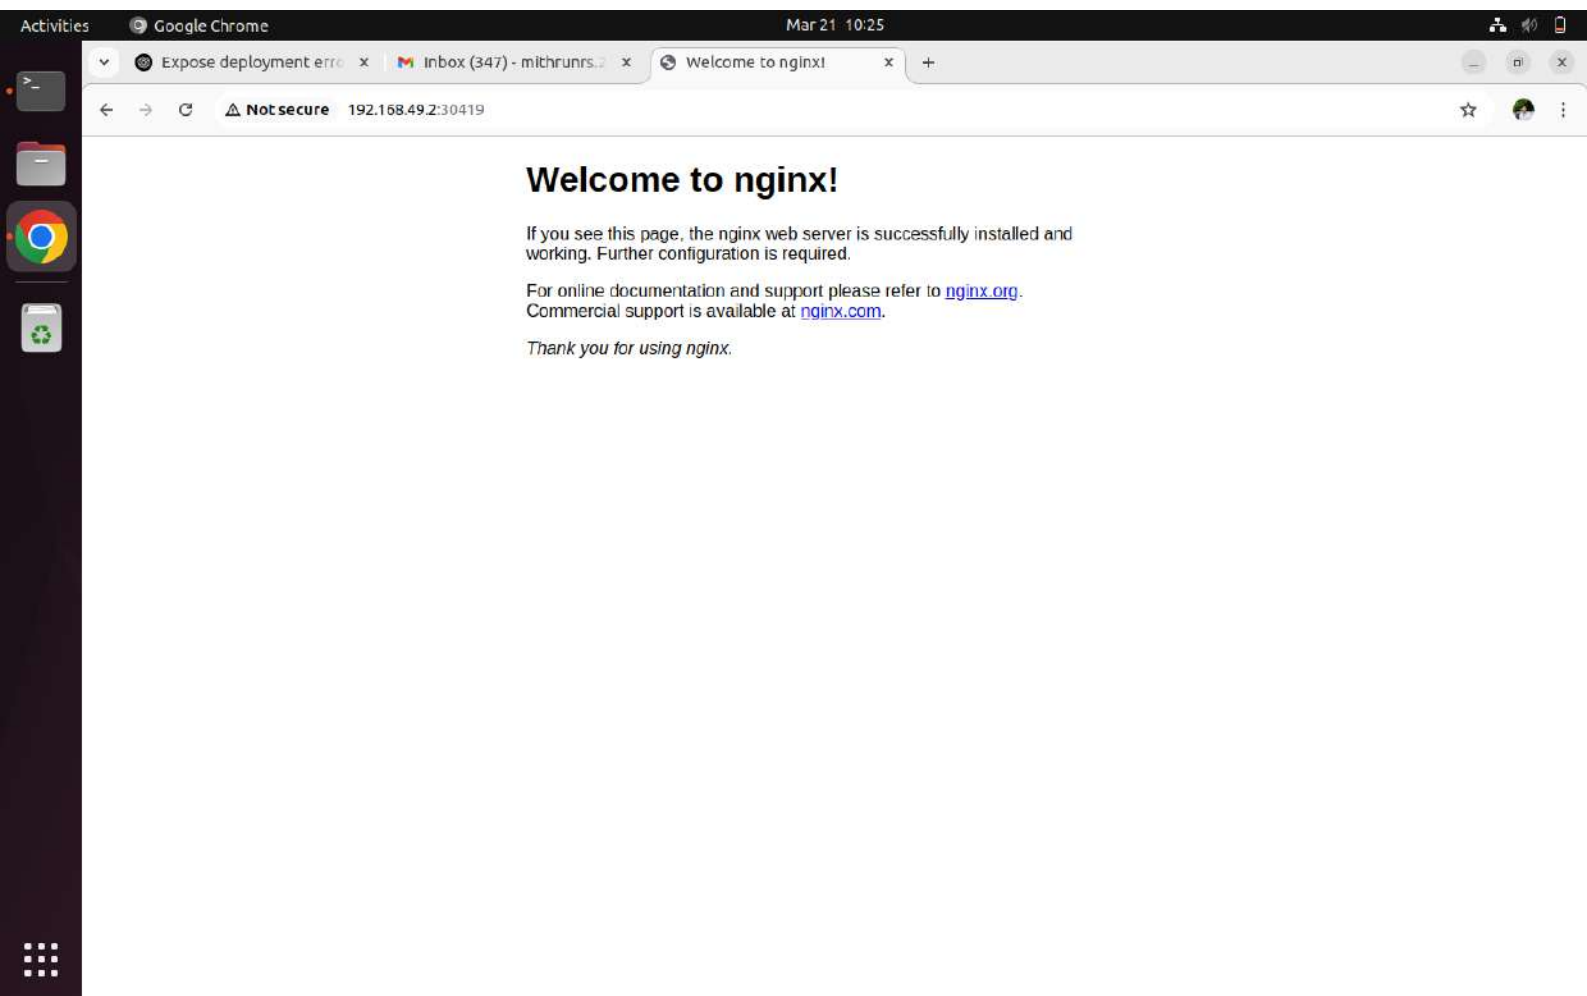 Activities Google Chrome Mar 21 10:25
Expose deployment erro Inbox (347) - mithrunrs.2 Welcome to nginx!
Not secure 192.168.49.2:30419
Welcome to nginx!
If you see this page, the nginx web server is successfully installed and
working. Further configuration is required.
For online documentation and support please refer to nginx.org.
Commercial support is available at nginx.com.
Thank you for using nginx.